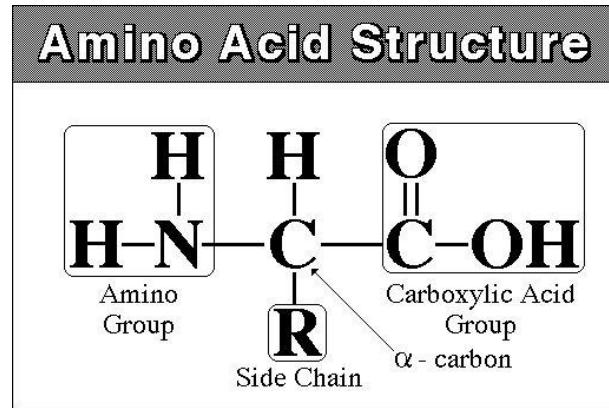 Amino Acid Structure
H H O
H-N-C-C-OH
Amino Group
Carboxylic Acid Group
R
α - carbon
Side Chain